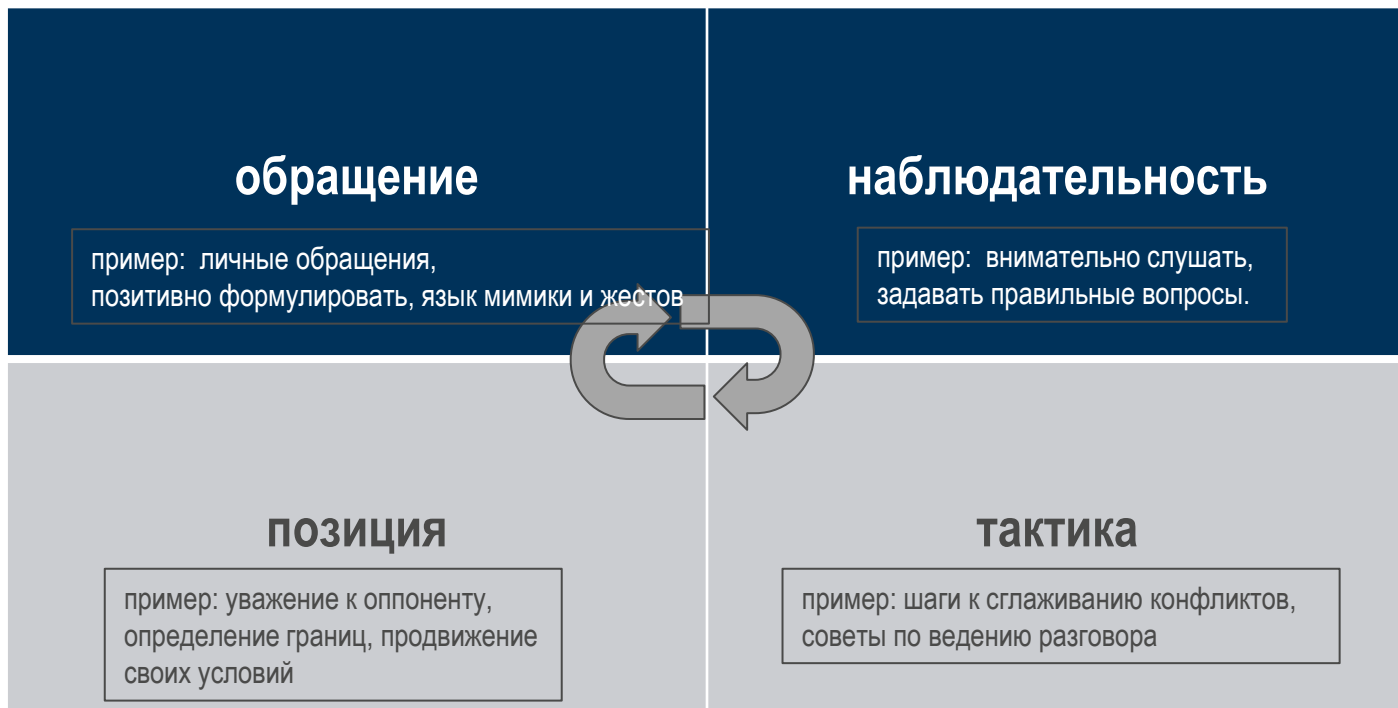 обращение
пример:  личные обращения,
позитивно формулировать, язык мимики и жестов
наблюдательность
пример:  внимательно слушать,
задавать правильные вопросы.
позиция
пример: уважение к оппоненту,
определение границ, продвижение
своих условий
тактика
пример: шаги к сглаживанию конфликтов,
советы по ведению разговора